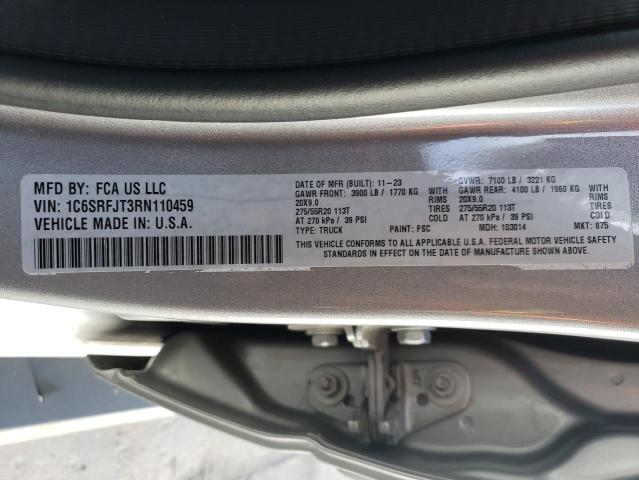 MFD BY: FCA US LLC
VIN: 1C6SRFJT3RN110459
VEHICLE MADE IN: U.S.A.
DATE OF MFR (BUILT): 11-23 GVWR: 7100 LB / 3221 KG
GAWR FRONT: 3900 LB / 1770 KG WITH GAWR REAR: 4100 LB / 1860 KG WITH
20X9.0 RIMS 20X9.0 RIMS
275/55R20 113T TIRES 275/55R20 113T TIRES
AT 270 kPa / 39 PSI AT 270 kPa / 39 PSI
TYPE: TRUCK PAINT: FSC MDH: 103014 MKT: 875
THIS VEHICLE CONFORMS TO ALL APPLICABLE U.S.A. FEDERAL MOTOR VEHICLE SAFETY
STANDARDS IN EFFECT ON THE DATE OF MANUFACTURE SHOWN ABOVE.